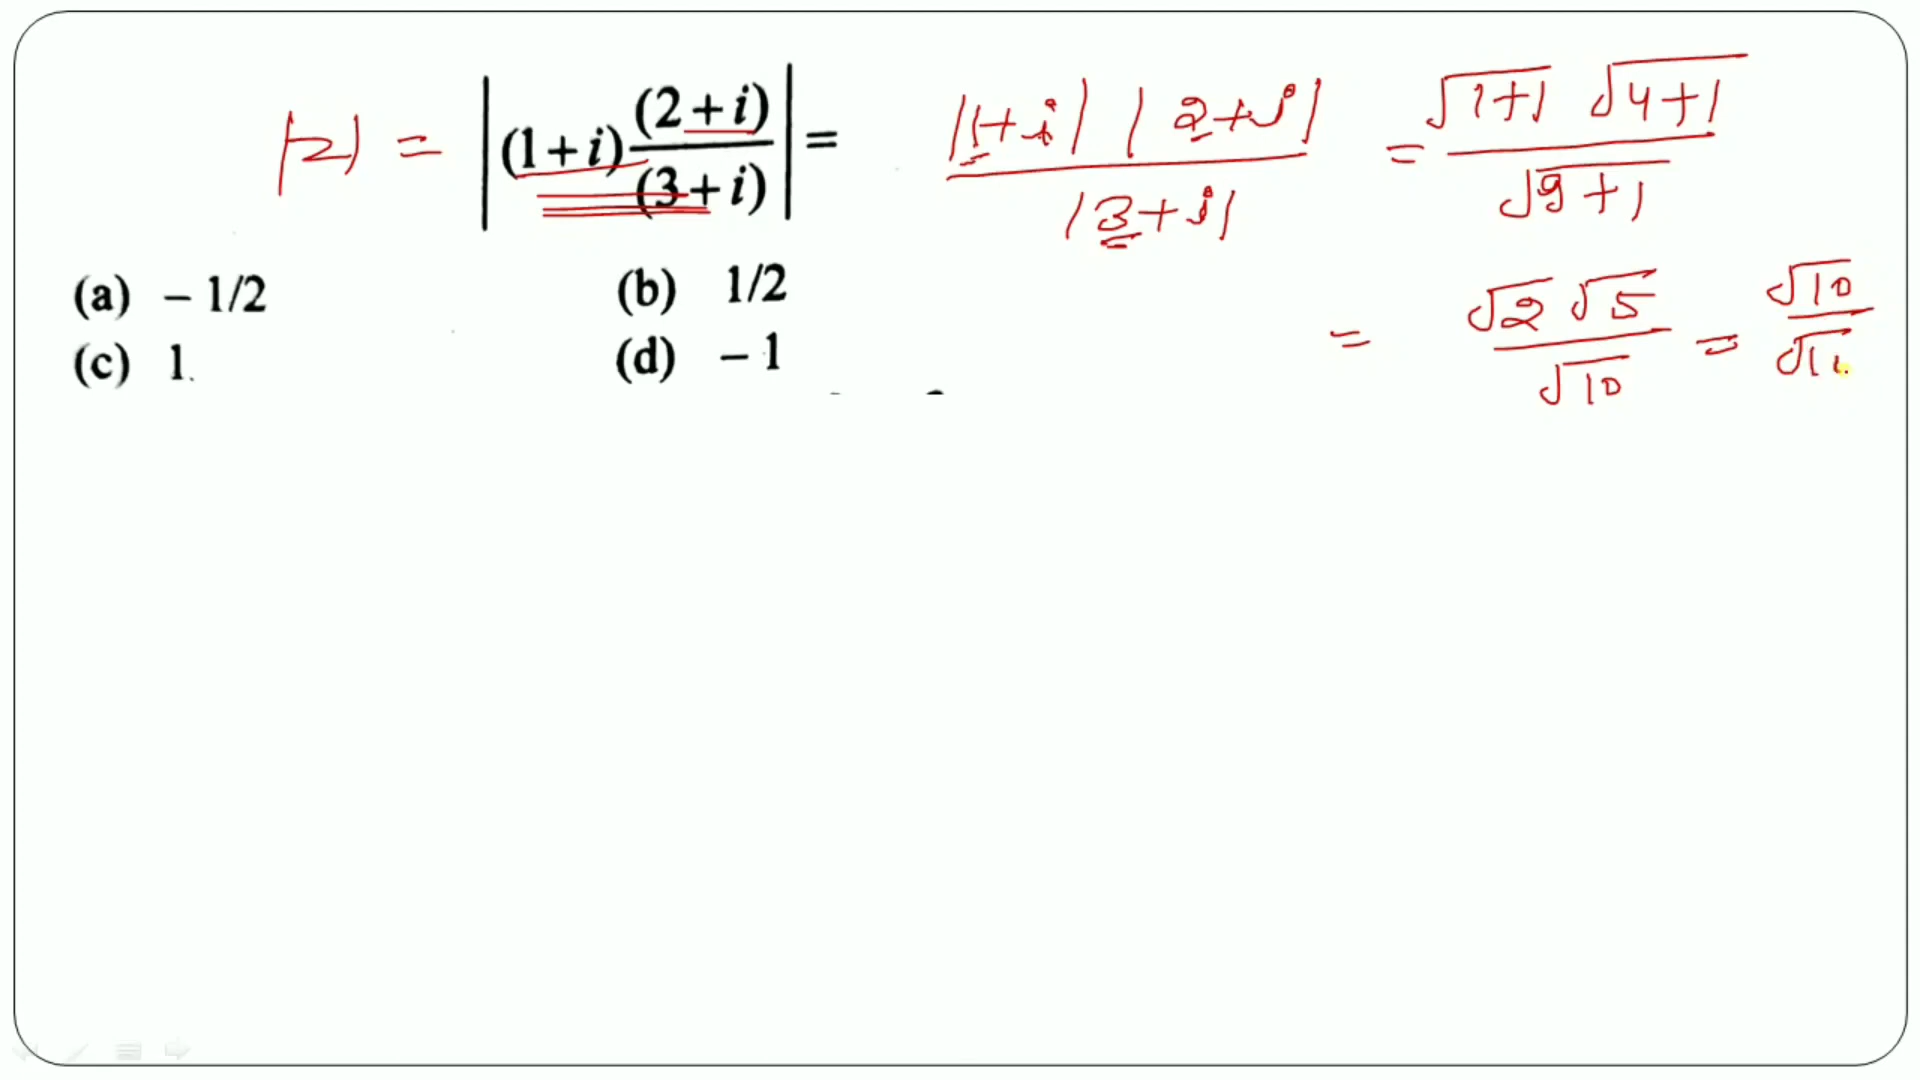 |z| = |(1+i) (2+i)/(3+i)| = |1+i| |2+i| / |3+i| = √1+1 √4+1 / √9+1
(a) – 1/2 (b) 1/2
= √2 √5 / √10 = √10 / √1
(c) 1. (d) – 1